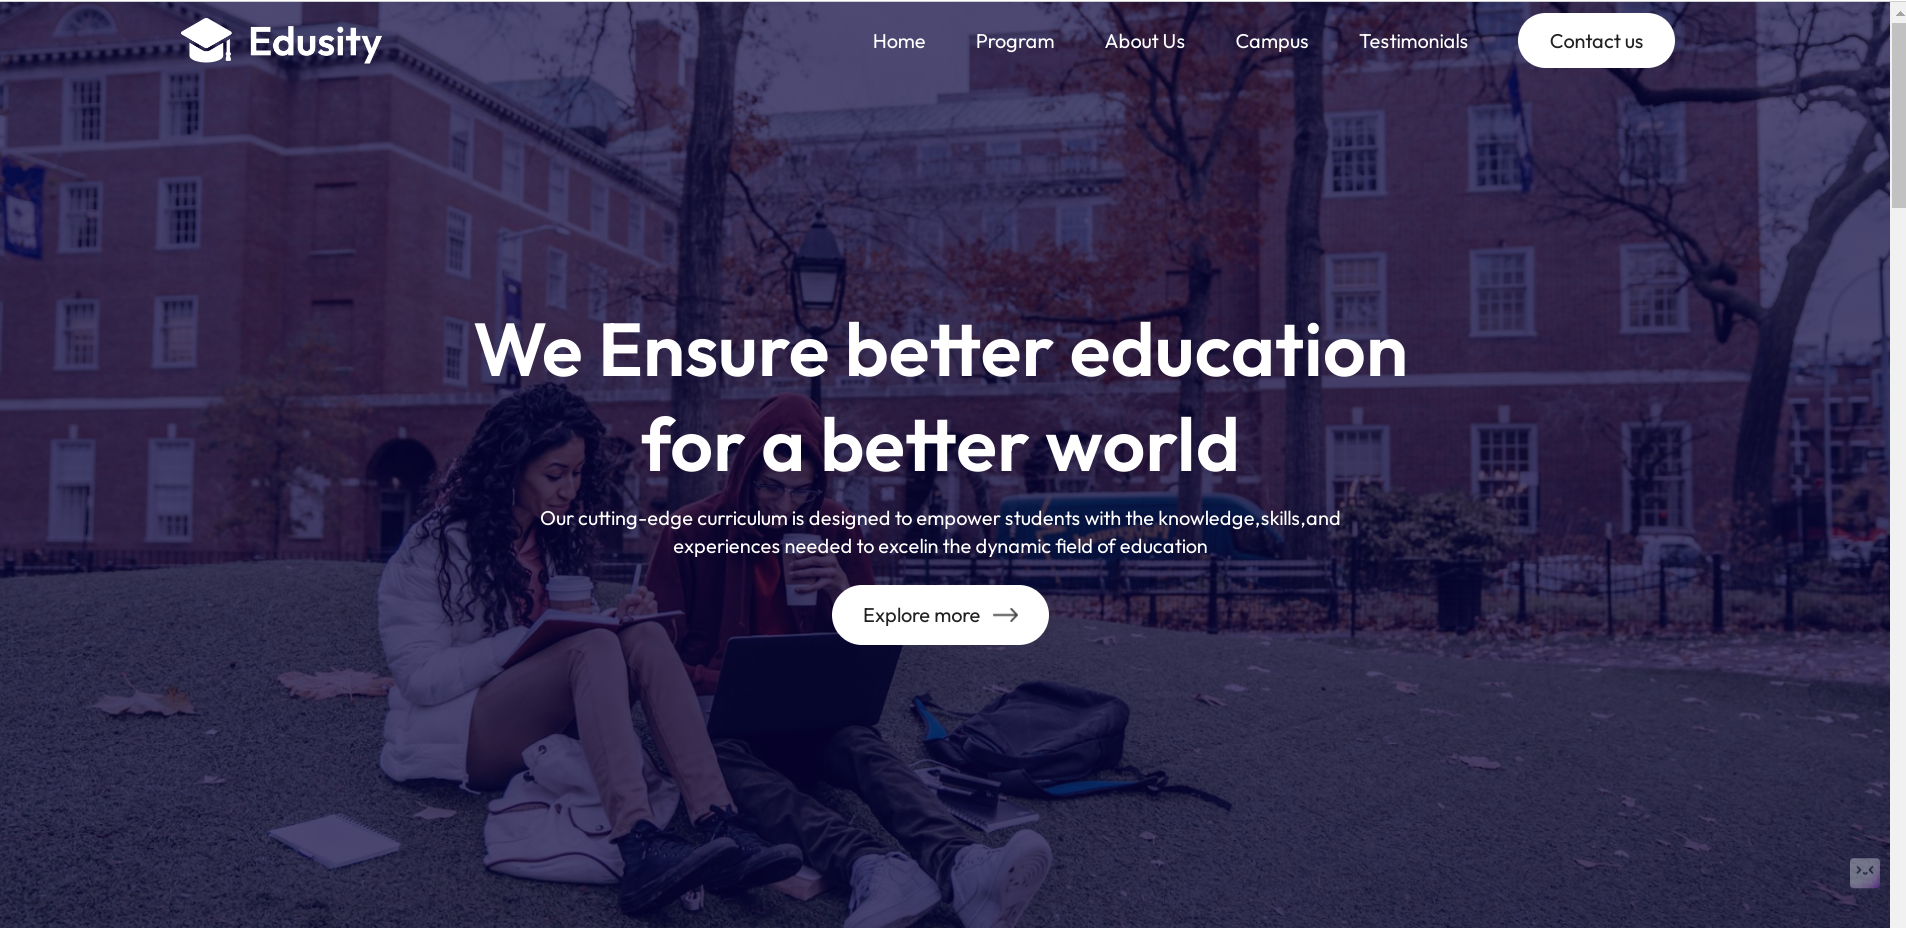 Edusity
Home Program About Us Campus Testimonials Contact us
We Ensure better education
for a better world
Our cutting-edge curriculum is designed to empower students with the knowledge,skills,and
experiences needed to excelin the dynamic field of education
Explore more